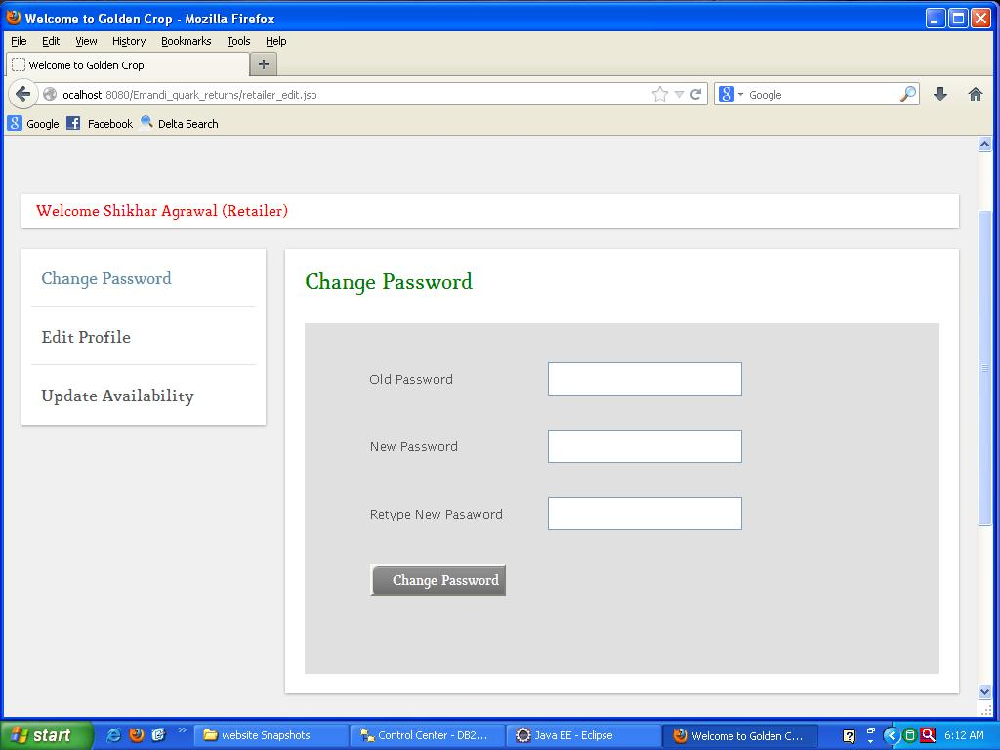 Welcome to Golden Crop - Mozilla Firefox
File Edit View History Bookmarks Tools Help
Welcome to Golden Crop
localhost:8080/Emandi_quark_returns/retailer_edit.jsp
Google
Google Facebook Delta Search
Welcome Shikhar Agrawal (Retailer)
Change Password
Edit Profile
Update Availability
Change Password
Old Password
New Password
Retype New Pasaword
Change Password
start
website Snapshots
Control Center - DB2...
Java EE - Eclipse
Welcome to Golden C...
6:12 AM